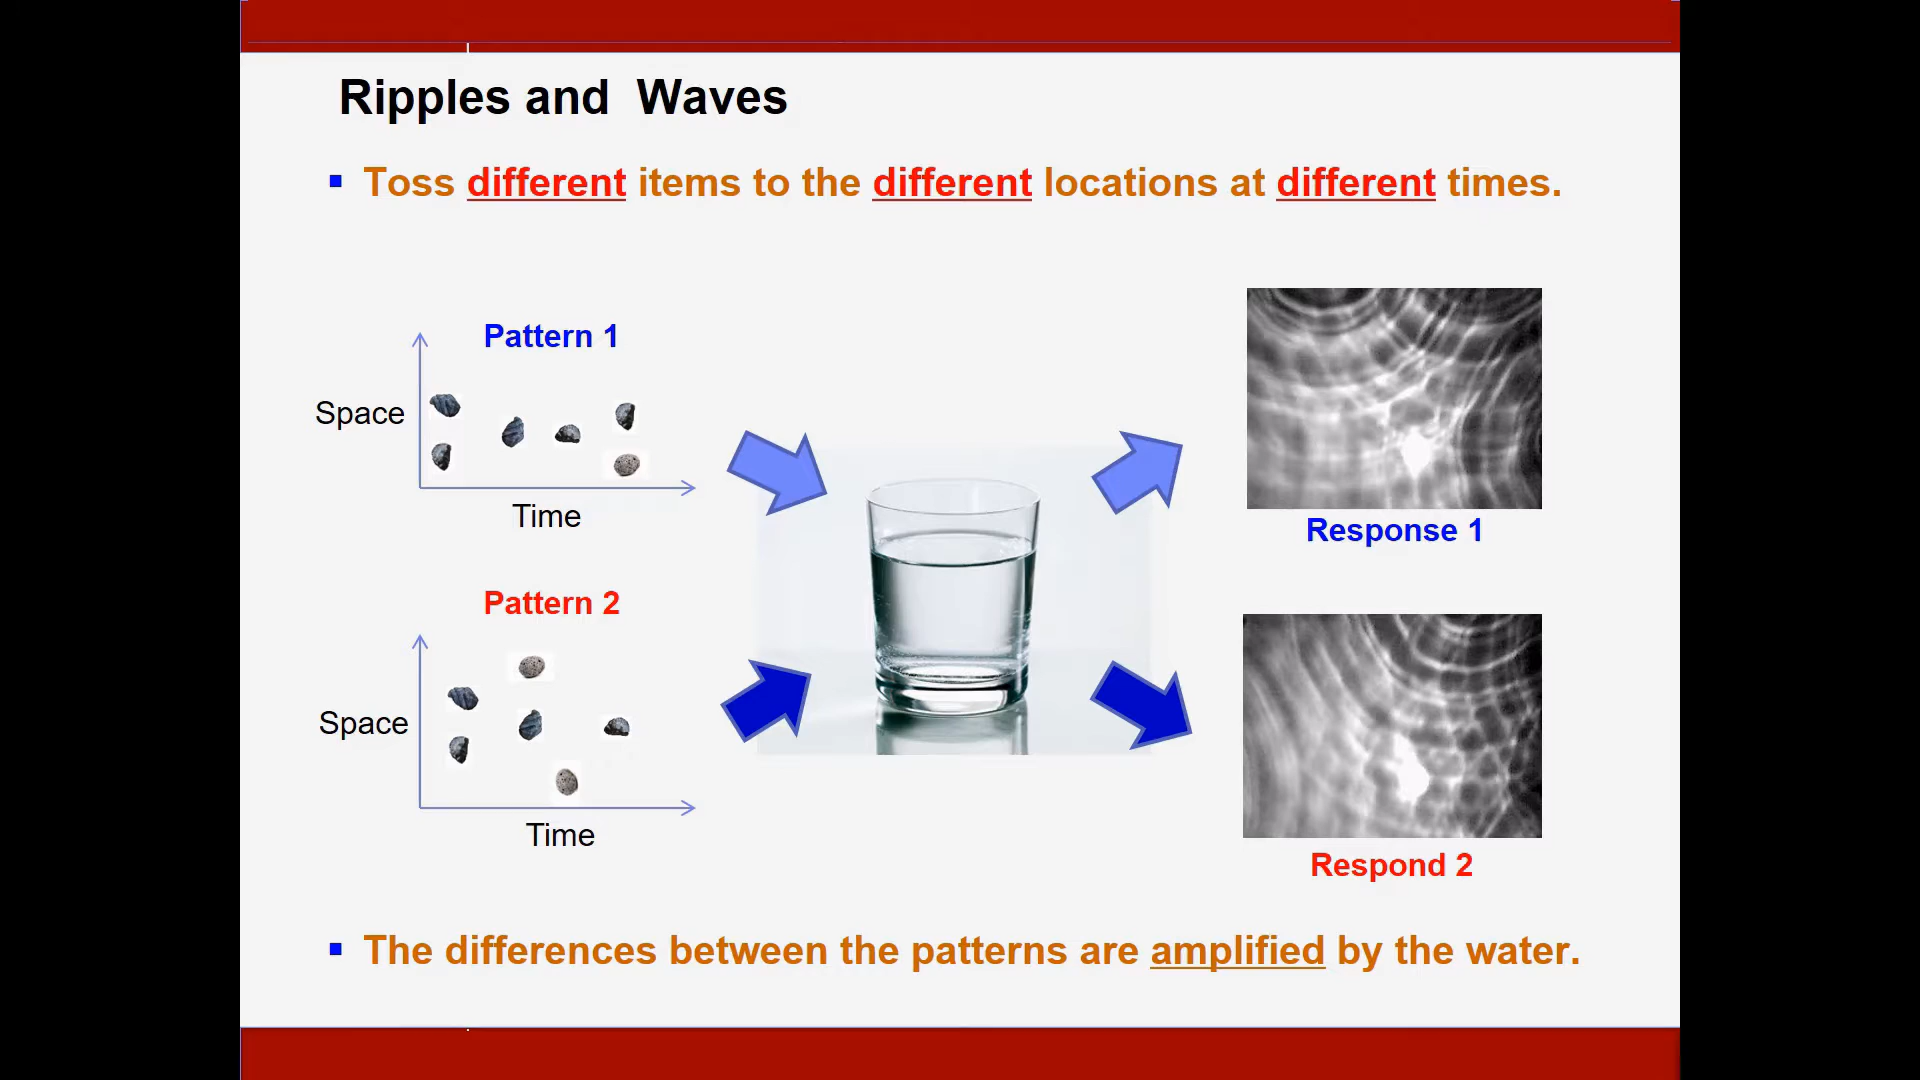 Ripples and  Waves
Toss different items to the different locations at different times.
Pattern 1
Space
Time
Response 1
Pattern 2
Space
Time
Respond 2
The differences between the patterns are amplified by the water.